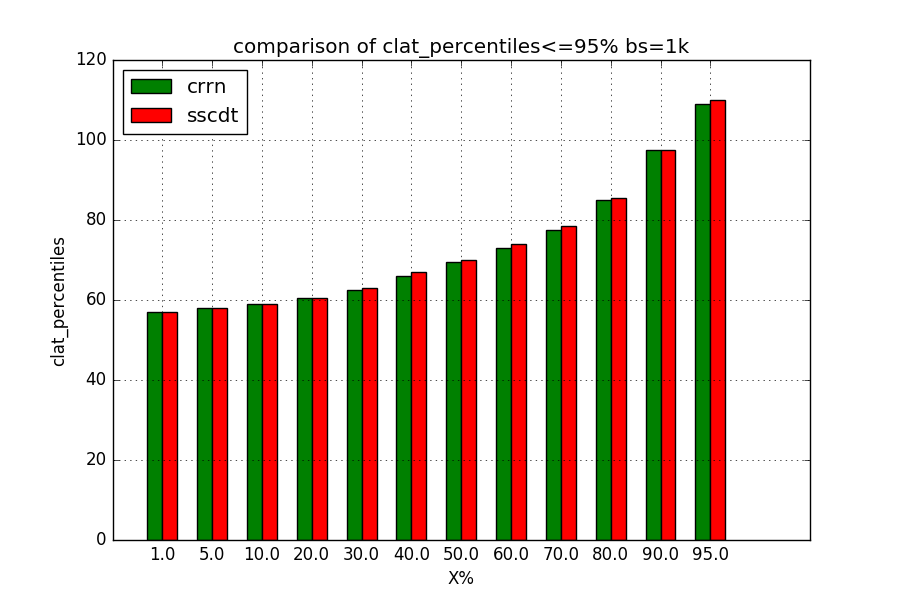 comparison of clat_percentiles<=95% bs=1k
120
100
80
60
40
20
0
clat_percentiles
crrn
sscdt
1.0 5.0 10.0 20.0 30.0 40.0 50.0 60.0 70.0 80.0 90.0 95.0
X%